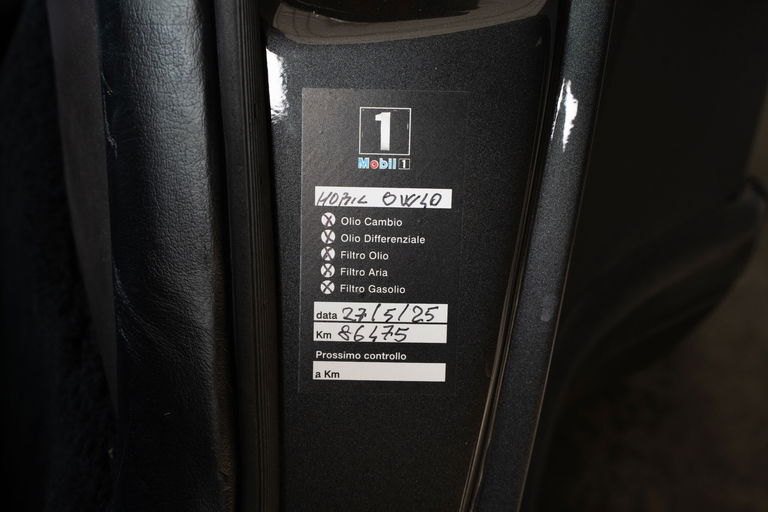 1
Mobil 1
MOBIL 0W40
Olio Cambio
Olio Differenziale
Filtro Olio
Filtro Aria
Filtro Gasolio
data 27/5/25
Km 86475
Prossimo controllo
a Km